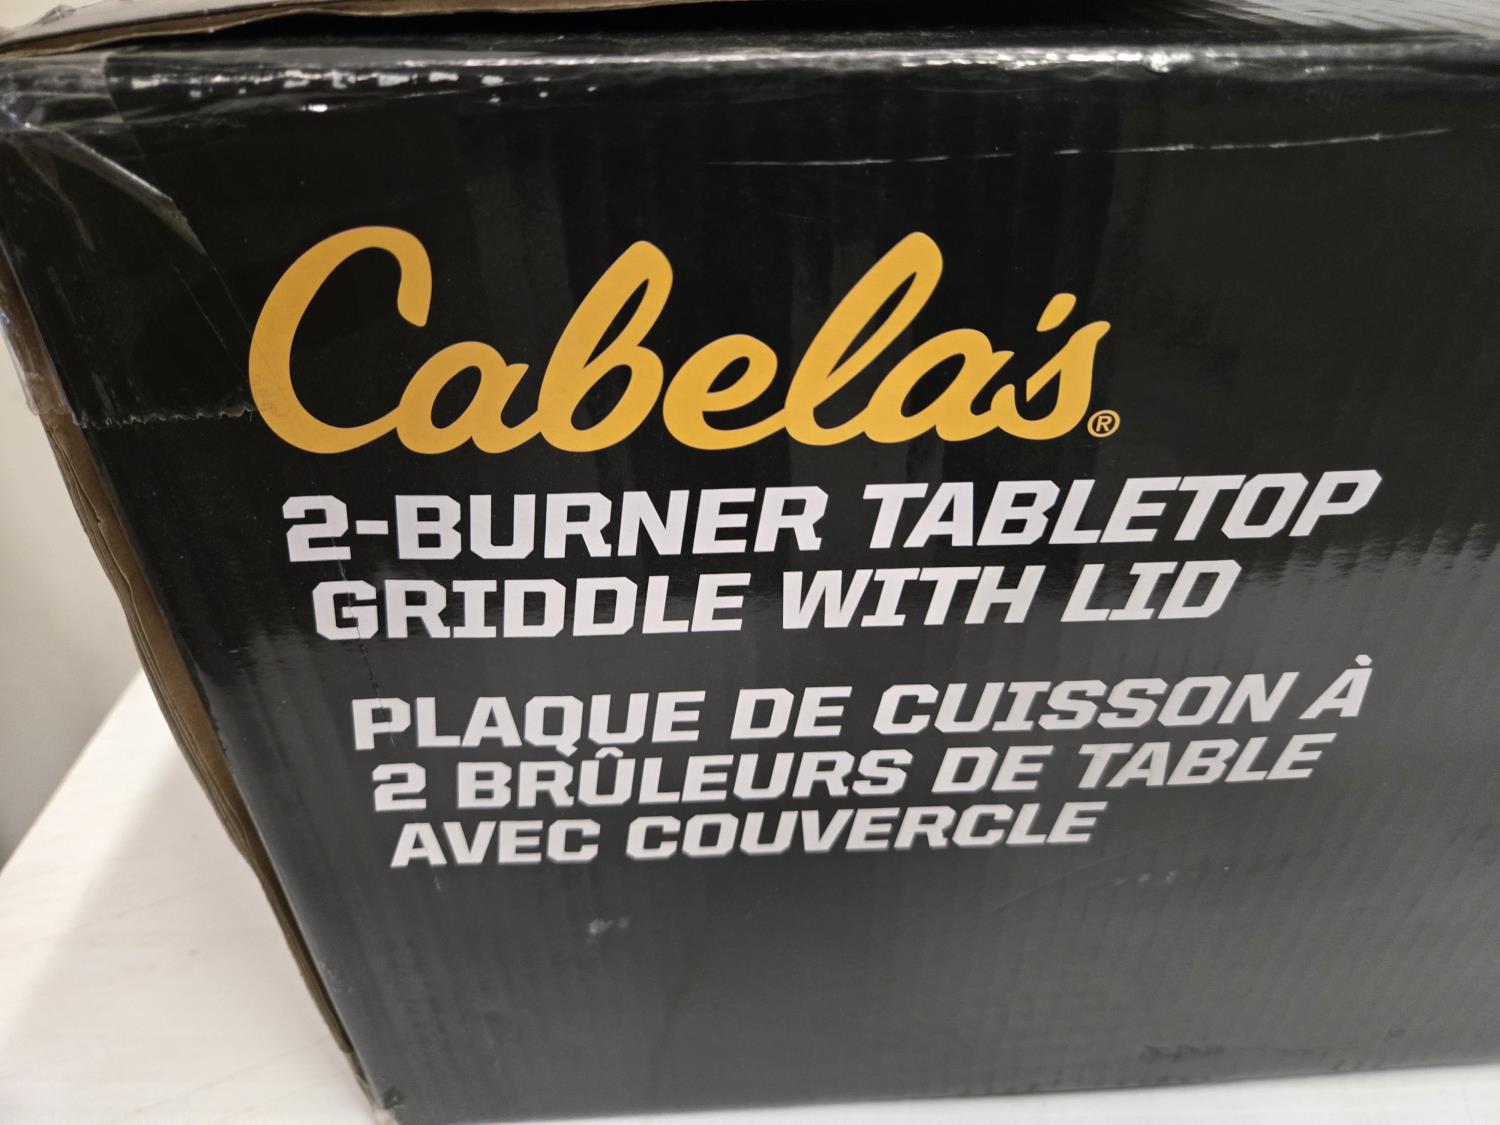 Cabela's®
2-BURNER TABLETOP
GRIDDLE WITH LID
PLAQUE DE CUISSON À
2 BRÛLEURS DE TABLE
AVEC COUVERCLE